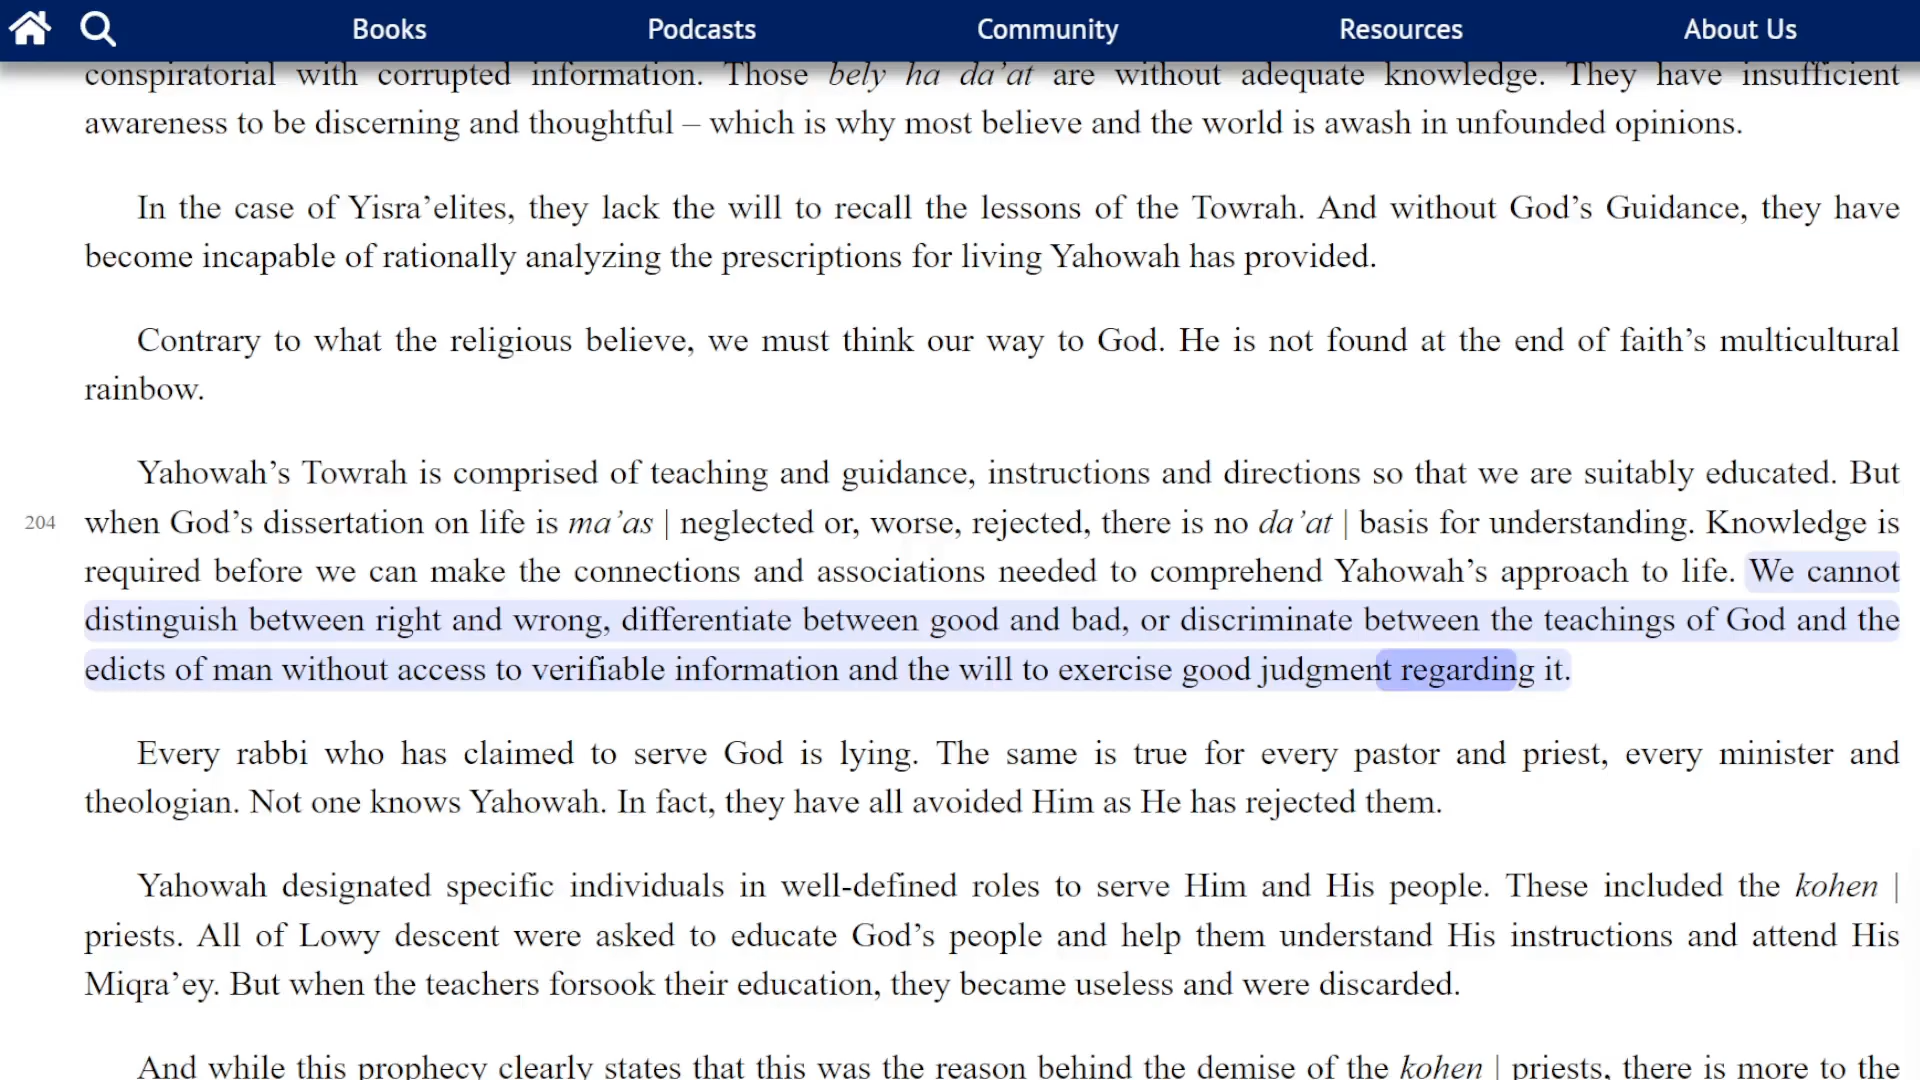 Books Podcasts Community Resources About Us
conspiratorial with corrupted information. Those bely ha da’at are without adequate knowledge. They have insufficient
awareness to be discerning and thoughtful – which is why most believe and the world is awash in unfounded opinions.
In the case of Yisra’elites, they lack the will to recall the lessons of the Towrah. And without God’s Guidance, they have
become incapable of rationally analyzing the prescriptions for living Yahowah has provided.
Contrary to what the religious believe, we must think our way to God. He is not found at the end of faith’s multicultural
rainbow.
Yahowah’s Towrah is comprised of teaching and guidance, instructions and directions so that we are suitably educated. But
204 when God’s dissertation on life is ma’as | neglected or, worse, rejected, there is no da’at | basis for understanding. Knowledge is
required before we can make the connections and associations needed to comprehend Yahowah’s approach to life. We cannot
distinguish between right and wrong, differentiate between good and bad, or discriminate between the teachings of God and the
edicts of man without access to verifiable information and the will to exercise good judgment regarding it.
Every rabbi who has claimed to serve God is lying. The same is true for every pastor and priest, every minister and
theologian. Not one knows Yahowah. In fact, they have all avoided Him as He has rejected them.
Yahowah designated specific individuals in well-defined roles to serve Him and His people. These included the kohen |
priests. All of Lowy descent were asked to educate God’s people and help them understand His instructions and attend His
Miqra’ey. But when the teachers forsook their education, they became useless and were discarded.
And while this prophecy clearly states that this was the reason behind the demise of the kohen | priests, there is more to the